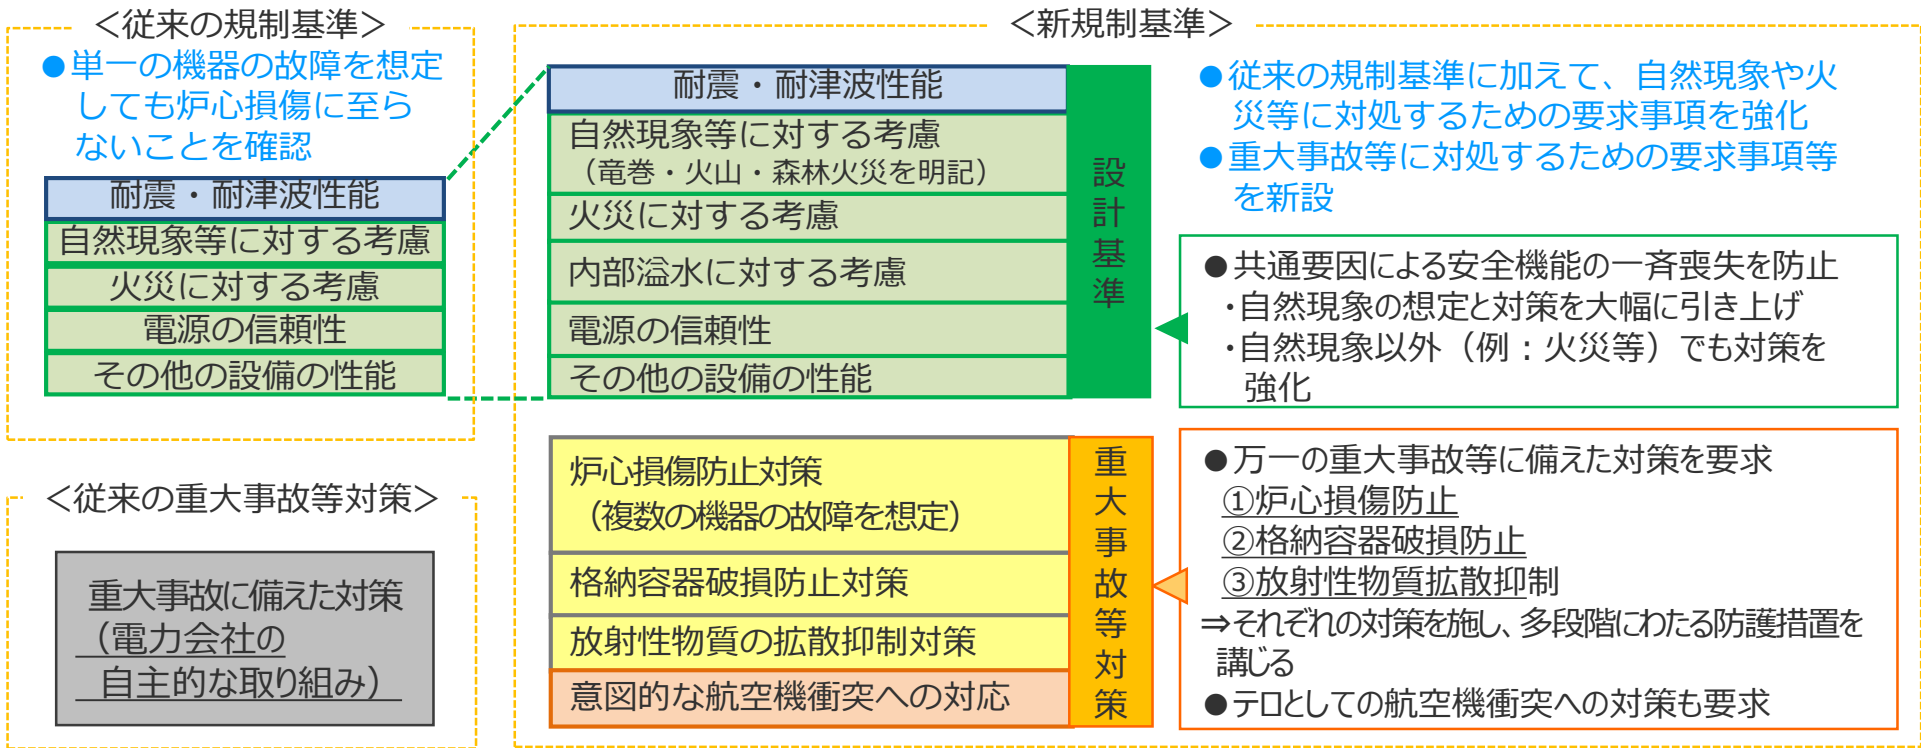 ＜従来の規制基準＞
●単一の機器の故障を想定
しても炉心損傷に至ら
ないことを確認
耐震・耐津波性能
自然現象等に対する考慮
火災に対する考慮
電源の信頼性
その他の設備の性能
＜従来の重大事故等対策＞
重大事故に備えた対策
（電力会社の
自主的な取り組み）
＜新規制基準＞
耐震・耐津波性能
自然現象等に対する考慮
（竜巻・火山・森林火災を明記）
火災に対する考慮
内部溢水に対する考慮
電源の信頼性
その他の設備の性能
設計基準
●従来の規制基準に加えて、自然現象や火
災等に対処するための要求事項を強化
●重大事故等に対処するための要求事項等
を新設
●共通要因による安全機能の一斉喪失を防止
・自然現象の想定と対策を大幅に引き上げ
・自然現象以外（例：火災等）でも対策を
強化
炉心損傷防止対策
（複数の機器の故障を想定）
格納容器破損防止対策
放射性物質の拡散抑制対策
意図的な航空機衝突への対応
重大事故等対策
●万一の重大事故等に備えた対策を要求
①炉心損傷防止
②格納容器破損防止
③放射性物質拡散抑制
⇒それぞれの対策を施し、多段階にわたる防護措置を
講じる
●テロとしての航空機衝突への対策も要求